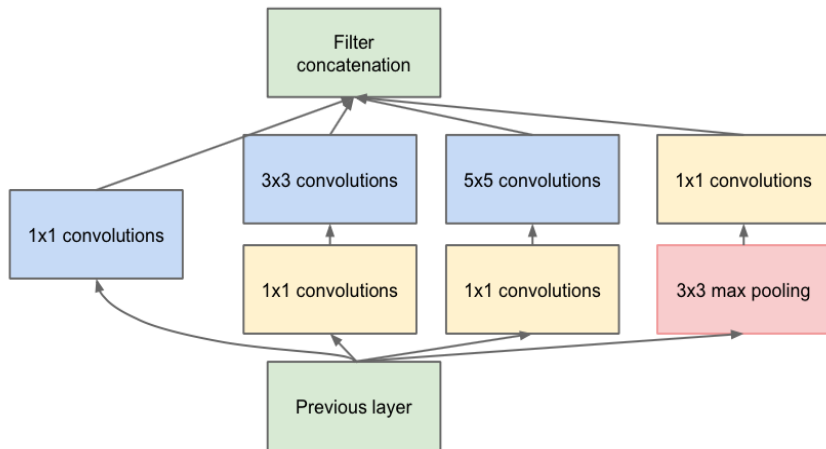 Filter
concatenation
3x3 convolutions
5x5 convolutions
1x1 convolutions
1x1 convolutions
1x1 convolutions
1x1 convolutions
3x3 max pooling
Previous layer